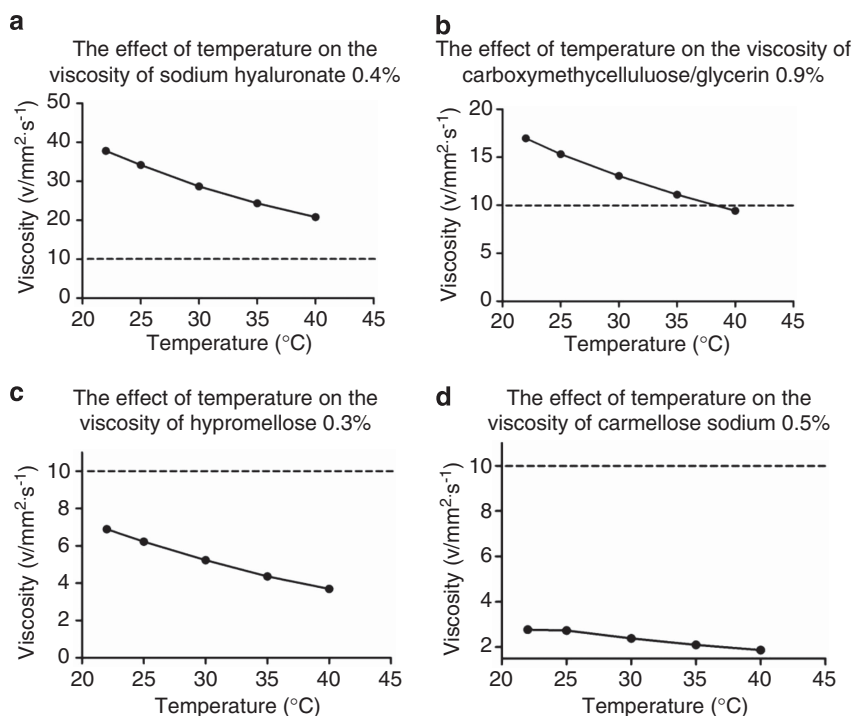 a
The effect of temperature on the
viscosity of sodium hyaluronate 0.4%
Viscosity (v/mm²·s⁻¹)
50
40
30
20
10
0
20 25 30 35 40 45
Temperature (°C)
b
The effect of temperature on the viscosity of
carboxymethycelluluose/glycerin 0.9%
Viscosity (v/mm²·s⁻¹)
20
15
10
5
0
20 25 30 35 40 45
Temperature (°C)
c
The effect of temperature on the
viscosity of hypromellose 0.3%
Viscosity (v/mm²·s⁻¹)
10
8
6
4
2
0
20 25 30 35 40 45
Temperature (°C)
d
The effect of temperature on the
viscosity of carmellose sodium 0.5%
Viscosity (v/mm²·s⁻¹)
10
8
6
4
2
20 25 30 35 40 45
Temperature (°C)